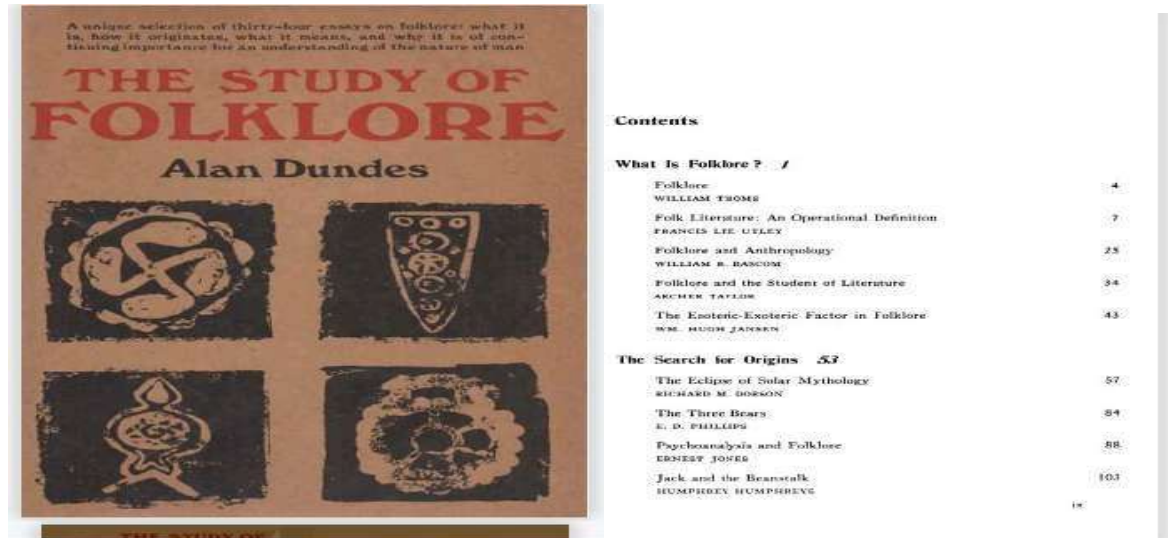 A unique selection of thirty-four essays on folklore: what it
is, how it originates, what it means, and why it is of con-
tinuing importance for an understanding of the nature of man
THE STUDY OF
FOLKLORE
Alan Dundes
THE STUDY OF
Contents
What Is Folklore? 1
Folklore 4
WILLIAM THOMS
Folk Literature: An Operational Definition 7
FRANCIS LEE UTLEY
Folklore and Anthropology 25
WILLIAM R. BASCOM
Folklore and the Student of Literature 34
ARCHER TAYLOR
The Esoteric-Exoteric Factor in Folklore 43
WM. HUGH JANSEN
The Search for Origins 53
The Eclipse of Solar Mythology 57
RICHARD M. DORSON
The Three Bears 84
E. D. PHILLIPS
Psychoanalysis and Folklore 88
ERNEST JONES
Jack and the Beanstalk 103
HUMPHREY HUMPHREYS
ix